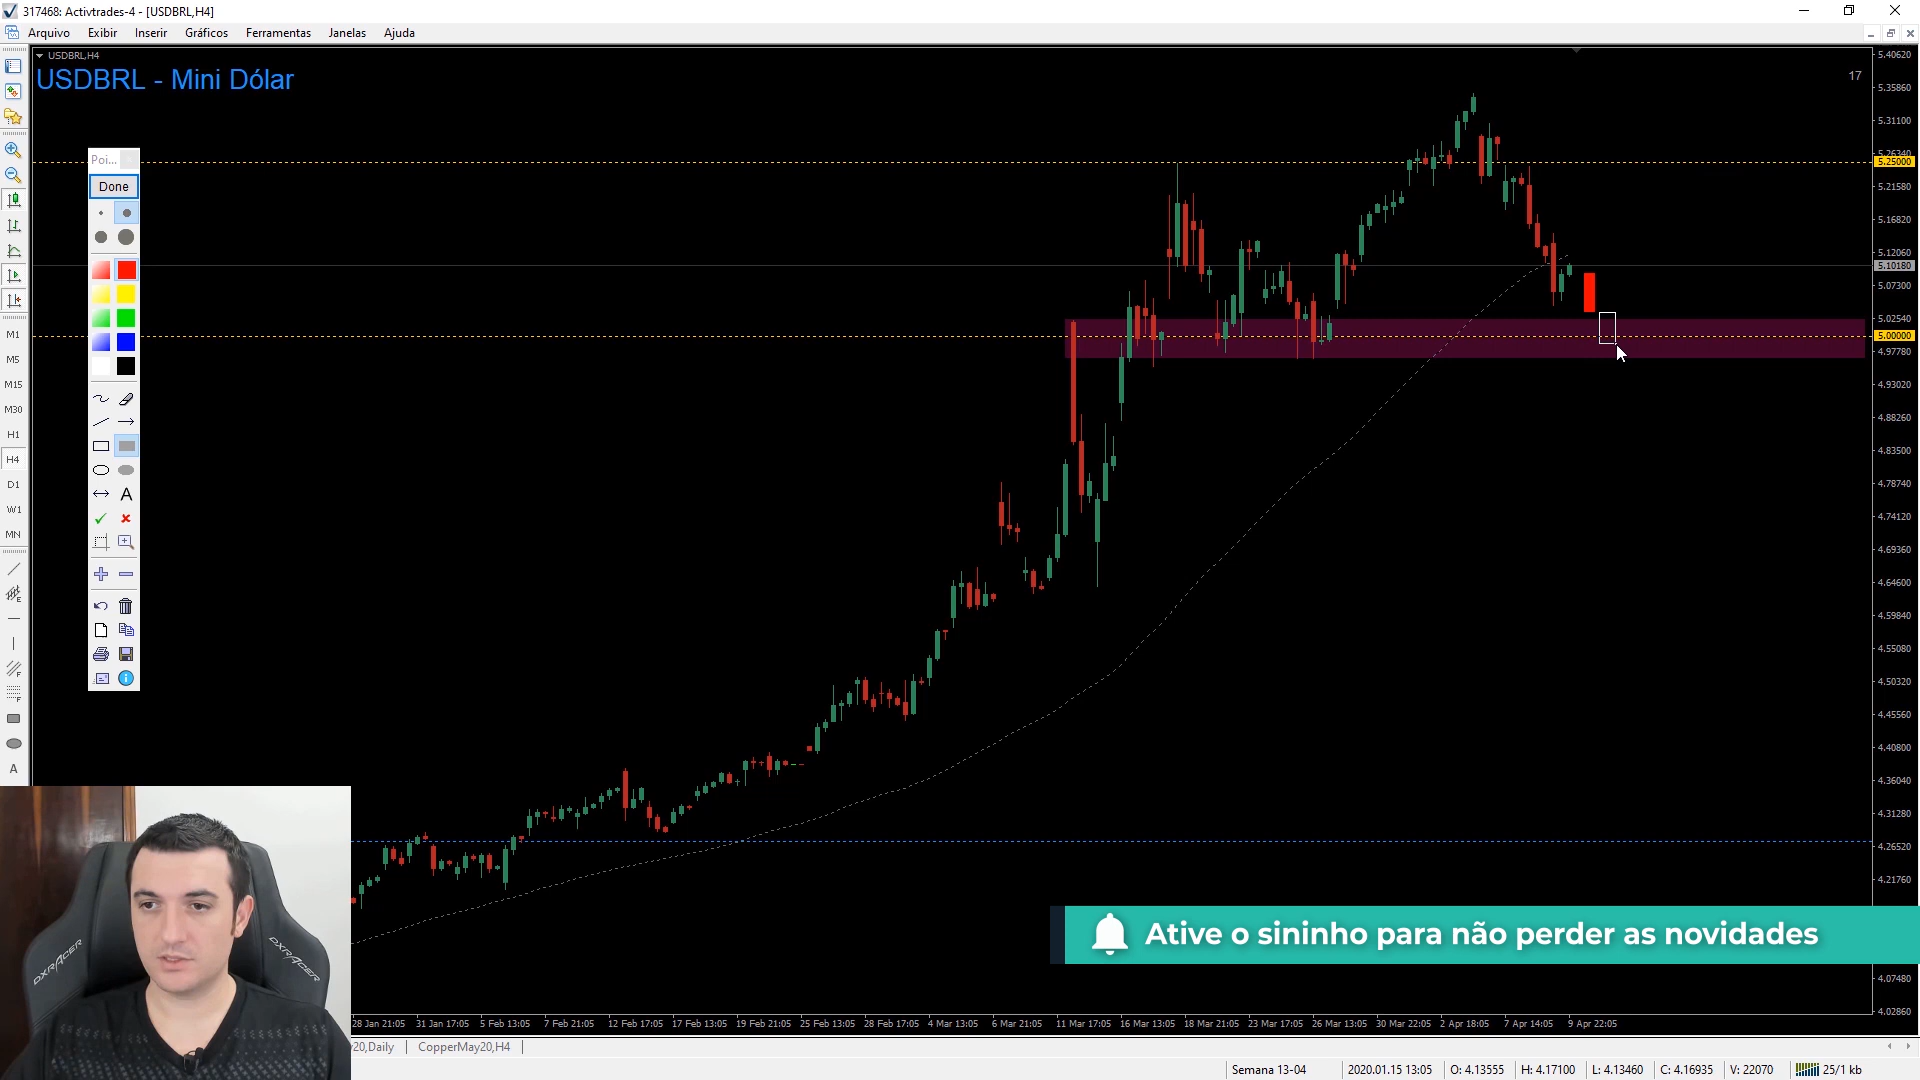 317468: Activtrades-4 - [USDBRL,H4]
Arquivo Exibir Inserir Gráficos Ferramentas Janelas Ajuda
USDBRL,H4
USDBRL - Mini Dólar
17
Poi...
Done
A
M1
M5
M15
M30
H1
H4
D1
W1
MN
A
5.40620
5.35860
5.31100
5.26340
5.25000
5.21580
5.16820
5.12060
5.10180
5.07300
5.02540
5.00000
4.97780
4.93020
4.88260
4.83500
4.78740
4.74120
4.69360
4.64600
4.59840
4.55080
4.50320
4.45560
4.40800
4.36040
4.31280
4.26520
4.21760
4.07480
4.02860
DXRACER DXRACER
Ative o sininho para não perder as novidades
28 Jan 21:05 31 Jan 17:05 5 Feb 13:05 7 Feb 21:05 12 Feb 17:05 17 Feb 13:05 19 Feb 21:05 25 Feb 13:05 28 Feb 17:05 4 Mar 13:05 6 Mar 21:05 11 Mar 17:05 16 Mar 13:05 18 Mar 21:05 23 Mar 17:05 26 Mar 13:05 30 Mar 22:05 2 Apr 18:05 7 Apr 14:05 9 Apr 22:05
20,Daily CopperMay20,H4
Semana 13-04 2020.01.15 13:05 O: 4.13555 H: 4.17100 L: 4.13460 C: 4.16935 V: 22070 25/1 kb